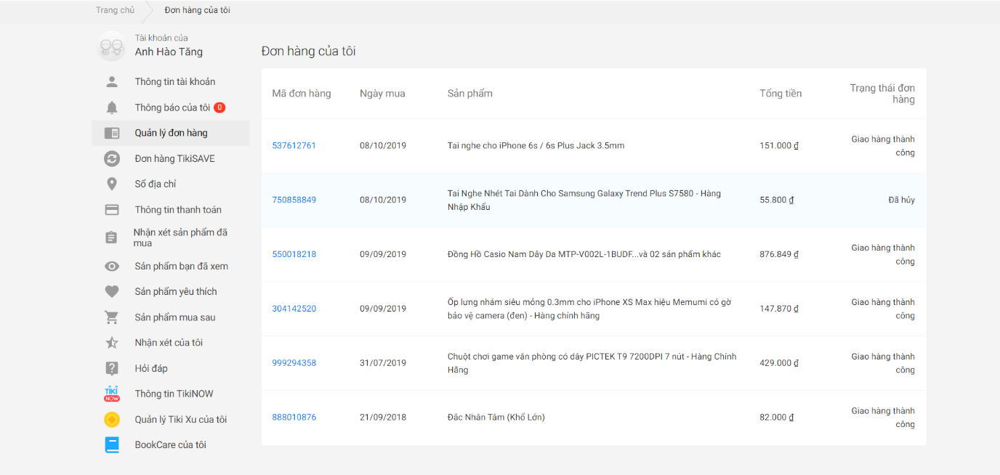 Trang chủ
Đơn hàng của tôi
Tài khoản của
Anh Hào Tăng
Thông tin tài khoản
Thông báo của tôi 0
Quản lý đơn hàng
Đơn hàng TikiSAVE
Sổ địa chỉ
Thông tin thanh toán
Nhận xét sản phẩm đã
mua
Sản phẩm bạn đã xem
Sản phẩm yêu thích
Sản phẩm mua sau
Nhận xét của tôi
Hỏi đáp
TIKI
NOW
Thông tin TikiNOW
Quản lý Tiki Xu của tôi
BookCare của tôi
Đơn hàng của tôi
Mã đơn hàng Ngày mua Sản phẩm Tổng tiền Trạng thái đơn
hàng
537612761 08/10/2019 Tai nghe cho iPhone 6s / 6s Plus Jack 3.5mm 151.000 ₫ Giao hàng thành
công
750858849 08/10/2019 Tai Nghe Nhét Tai Dành Cho Samsung Galaxy Trend Plus S7580 - Hàng
Nhập Khẩu 55.800 ₫ Đã hủy
550018218 09/09/2019 Đồng Hồ Casio Nam Dây Da MTP-V002L-1BUDF...và 02 sản phẩm khác 876.849 ₫ Giao hàng thành
công
304142520 09/09/2019 Ốp lưng nhám siêu mỏng 0.3mm cho iPhone XS Max hiệu Memumi có gờ
bảo vệ camera (đen) - Hàng chính hãng 147.870 ₫ Giao hàng thành
công
999294358 31/07/2019 Chuột chơi game văn phòng có dây PICTEK T9 7200DPI 7 nút - Hàng Chính
Hãng 429.000 ₫ Giao hàng thành
công
888010876 21/09/2018 Đắc Nhân Tâm (Khổ Lớn) 82.000 ₫ Giao hàng thành
công